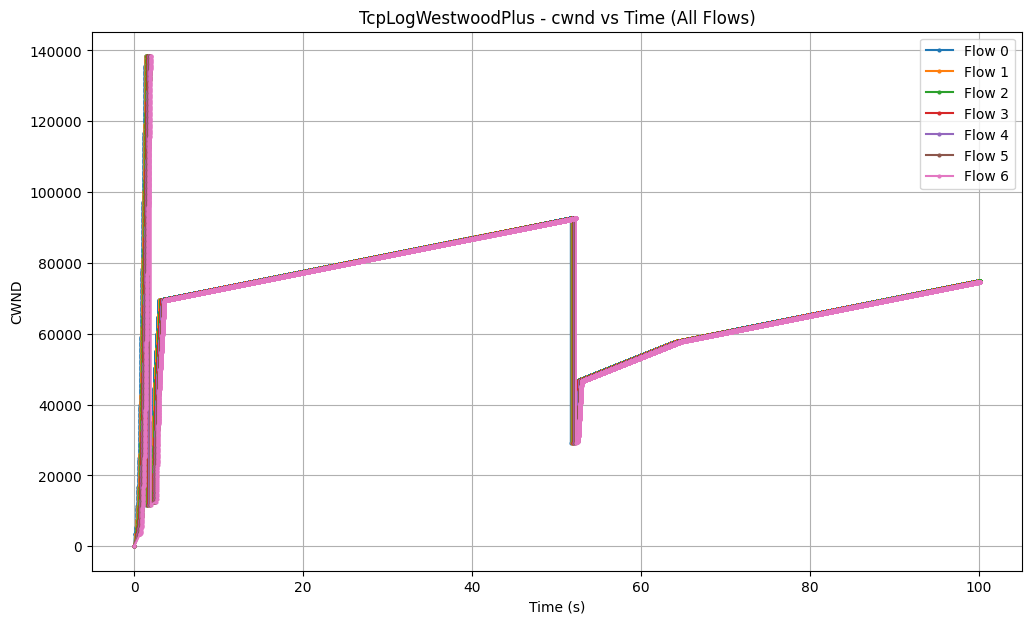 TcpLogWestwoodPlus - cwnd vs Time (All Flows)
140000
120000
100000
80000
60000
40000
20000
0
CWND
0 20 40 60 80 100
Time (s)
Flow 0
Flow 1
Flow 2
Flow 3
Flow 4
Flow 5
Flow 6